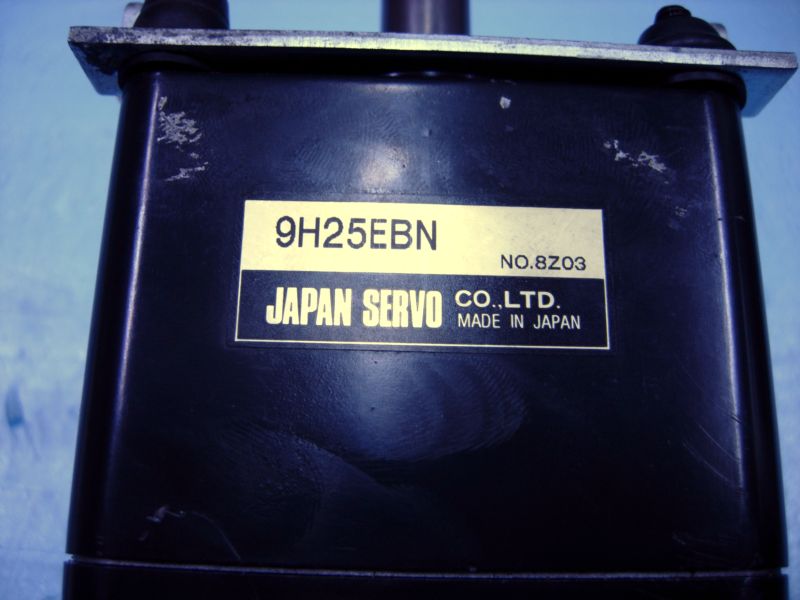 9H25EBN
NO.8Z03
JAPAN SERVO CO.,LTD.
MADE IN JAPAN